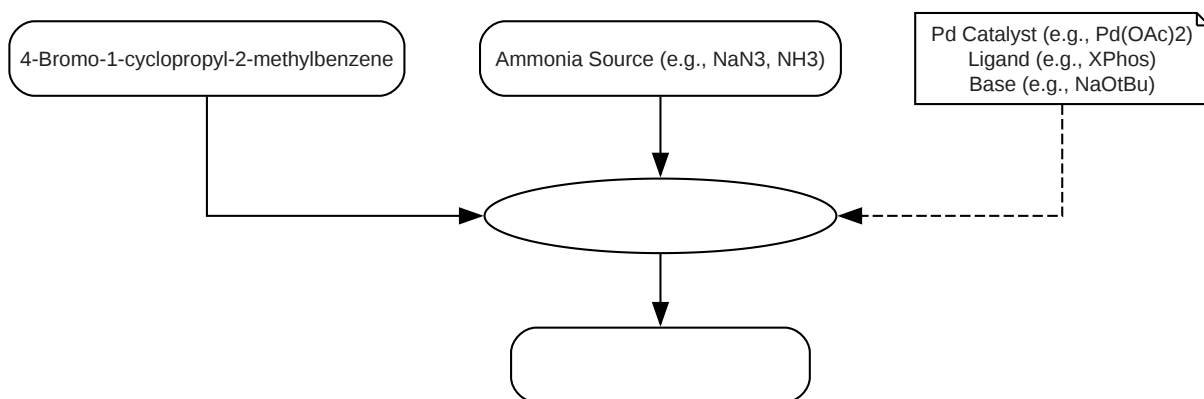 4-Bromo-1-cyclopropyl-2-methylbenzene
Ammonia Source (e.g., NaN3, NH3)
Pd Catalyst (e.g., Pd(OAc)2)
Ligand (e.g., XPhos)
Base (e.g., NaOtBu)